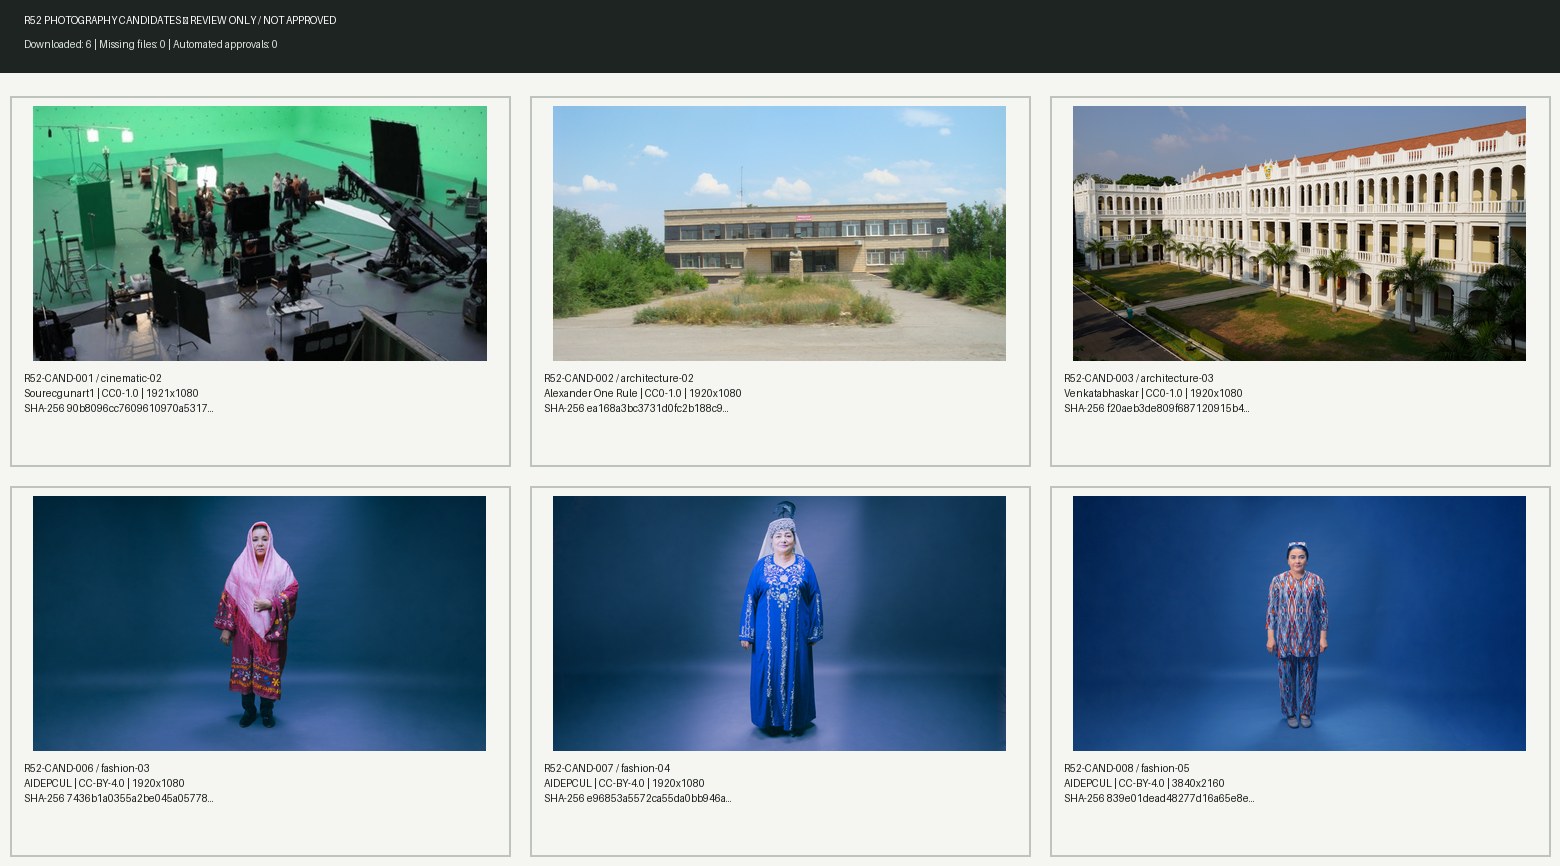 R52 PHOTOGRAPHY CANDIDATES REVIEW ONLY / NOT APPROVED
Downloaded: 6 | Missing files: 0 | Automated approvals: 0
R52-CAND-001 / cinematic-02
Sourecgunart1 | CC0-1.0 | 1921x1080
SHA-256 90b8096cc7609610970a5317...
R52-CAND-002 / architecture-02
Alexander One Rule | CC0-1.0 | 1920x1080
SHA-256 ea168a3bc3731d0fc2b188c9...
R52-CAND-003 / architecture-03
Venkatabhaskar | CC0-1.0 | 1920x1080
SHA-256 f20aeb3de809f687120915b4...
R52-CAND-006 / fashion-03
AIDEPCUL | CC-BY-4.0 | 1920x1080
SHA-256 7436b1a0355a2be045a05778...
R52-CAND-007 / fashion-04
AIDEPCUL | CC-BY-4.0 | 1920x1080
SHA-256 e96853a5572ca55da0bb946a...
R52-CAND-008 / fashion-05
AIDEPCUL | CC-BY-4.0 | 3840x2160
SHA-256 839e01dead48277d16a65e8e...